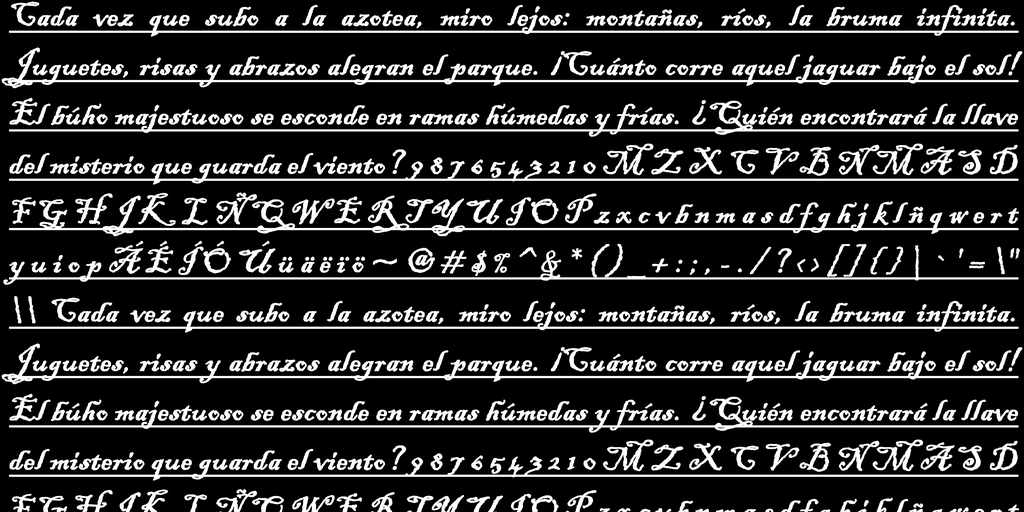 Cada vez que subo a la azotea, miro lejos: montañas, ríos, la bruma infinita.
Juguetes, risas y abrazos alegran el parque. ¡Cuánto corre aquel jaguar bajo el sol!
El búho majestuoso se esconde en ramas húmedas y frías. ¿Quién encontrará la llave
del misterio que guarda el viento? 9 8 7 6 5 4 3 2 1 0 M Z X C V B N M A S D
F G H J K L Ñ Q W E R T Y U I O P z x c v b n m a s d f g h j k l ñ q w e r t
y u i o p Á É Í Ó Ú ü ä ë ï ö ~ @ # $ % ^ & * ( ) _ + : ; , - . / ? < > [ ] { } | ` ' = \ "
\ | Cada vez que subo a la azotea, miro lejos: montañas, ríos, la bruma infinita.
Juguetes, risas y abrazos alegran el parque. ¡Cuánto corre aquel jaguar bajo el sol!
El búho majestuoso se esconde en ramas húmedas y frías. ¿Quién encontrará la llave
del misterio que guarda el viento? 9 8 7 6 5 4 3 2 1 0 M Z X C V B N M A S D
F G H J K L Ñ Q W E R T Y U I O P z x c v b n m a s d f g h j k l ñ q w e r t